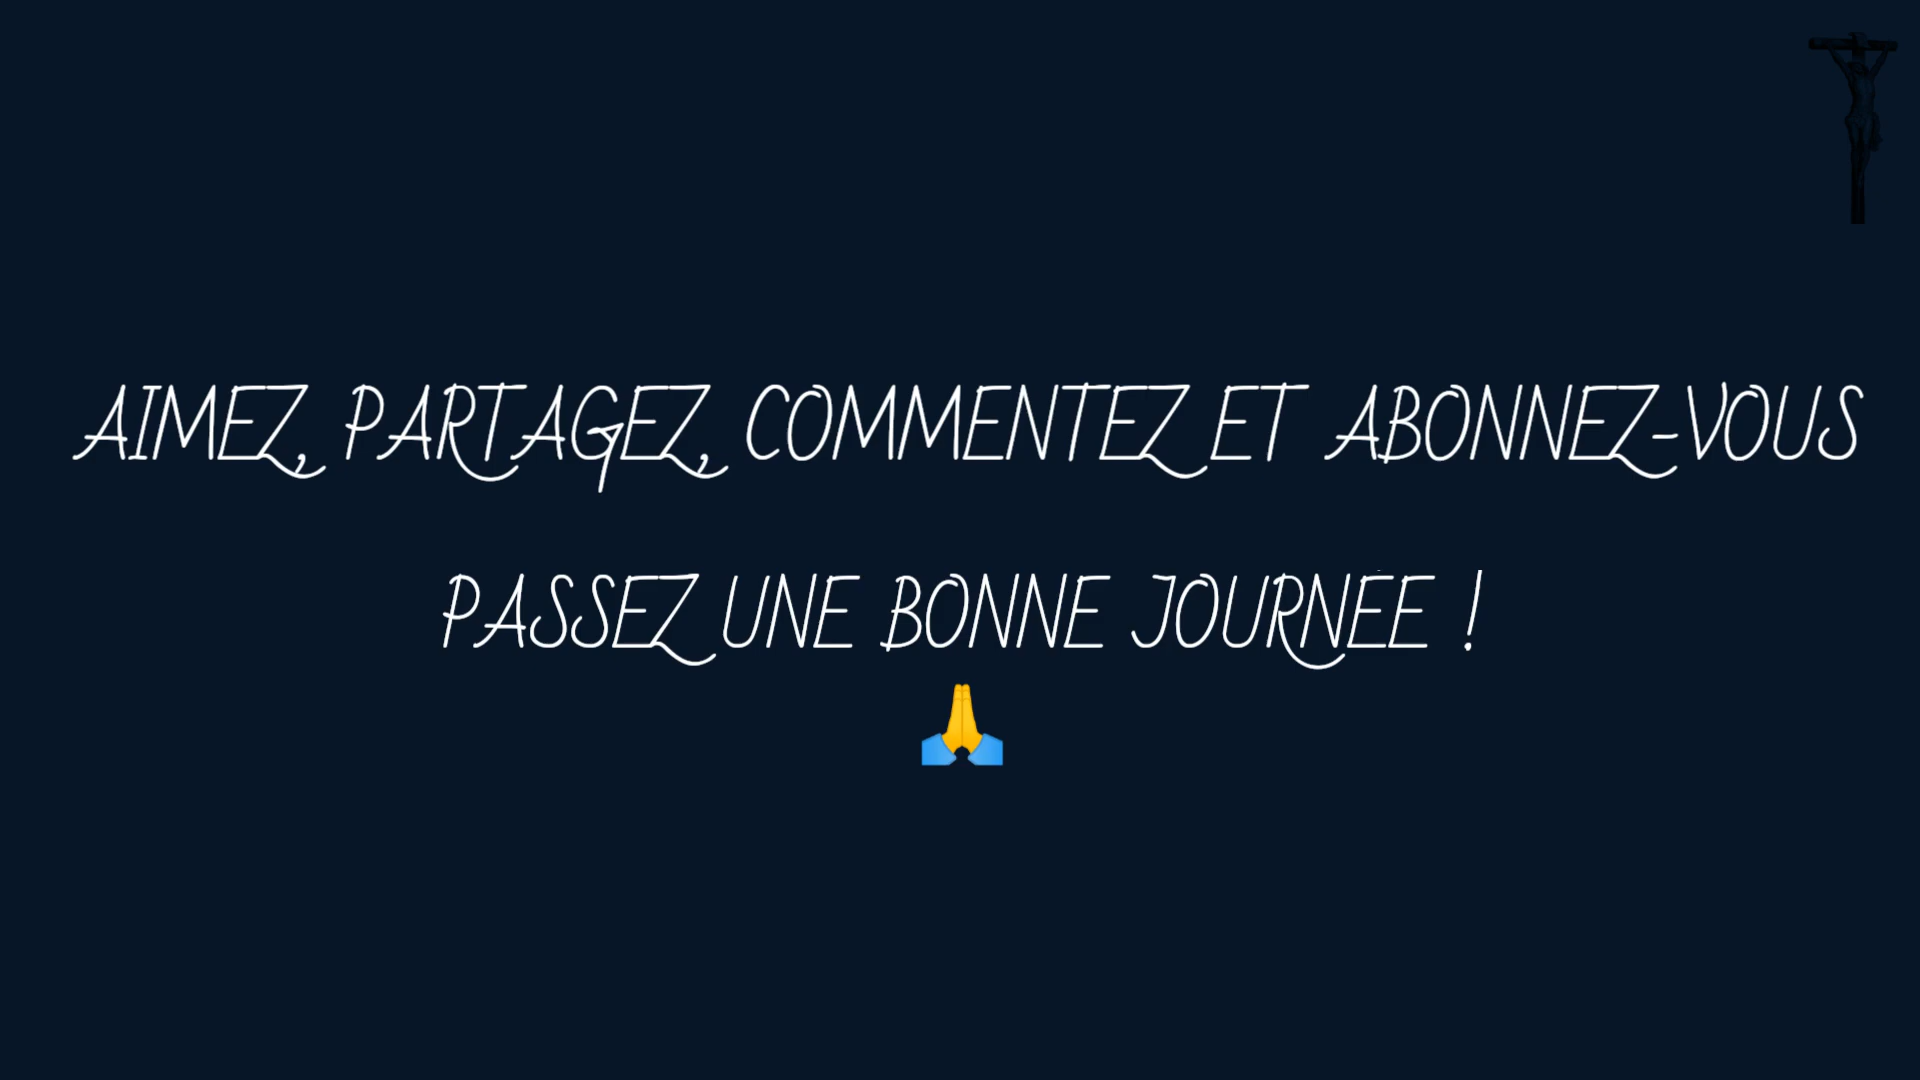 AIMEZ, PARTAGEZ, COMMENTEZ ET ABONNEZ-VOUS
PASSEZ UNE BONNE JOURNÉE !
🙏